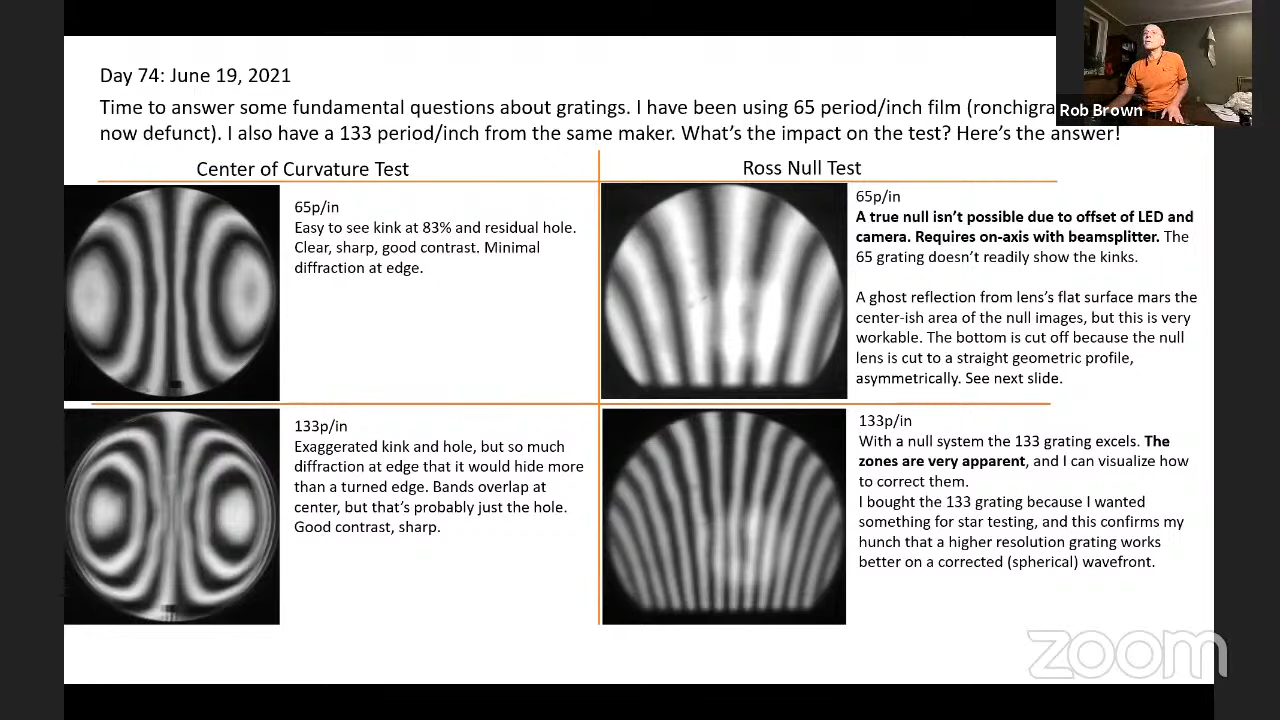 Day 74: June 19, 2021
Time to answer some fundamental questions about gratings. I have been using 65 period/inch film
now defunct). I also have a 133 period/inch from the same maker. What's the impact on the test? Here's the answer!
Rob Brown
Center of Curvature Test
Ross Null Test
65p/in
Easy to see kink at 83% and residual hole.
Clear, sharp, good contrast. Minimal
diffraction at edge.
65p/in
A true null isn't possible due to offset of LED and
camera. Requires on-axis with beamsplitter. The
65 grating doesn't readily show the kinks.
A ghost reflection from lens's flat surface mars the
center-ish area of the null images, but this is very
workable. The bottom is cut off because the null
lens is cut to a straight geometric profile,
asymmetrically. See next slide.
133p/in
Exaggerated kink and hole, but so much
diffraction at edge that it would hide more
than a turned edge. Bands overlap at
center, but that's probably just the hole.
Good contrast, sharp.
133p/in
With a null system the 133 grating excels. The
zones are very apparent, and I can visualize how
to correct them.
I bought the 133 grating because I wanted
something for star testing, and this confirms my
hunch that a higher resolution grating works
better on a corrected (spherical) wavefront.
zoom